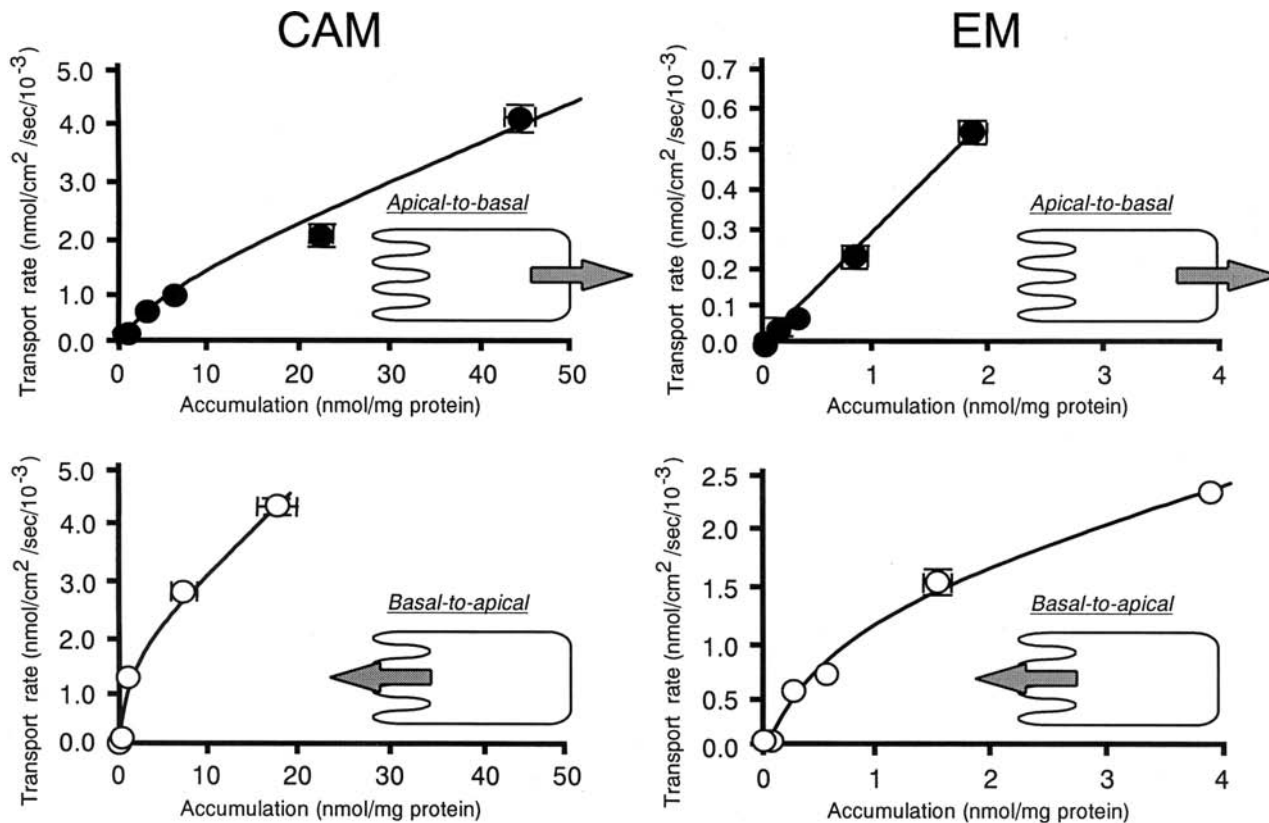 CAM
Transport rate (nmol/cm²/sec/10⁻³)
5.0
4.0
3.0
2.0
1.0
0.0
Apical-to-basal
0 10 20 30 40 50
Accumulation (nmol/mg protein)
EM
Transport rate (nmol/cm²/sec/10⁻³)
0.7
0.6
0.5
0.4
0.3
0.2
0.1
0.0
Apical-to-basal
0 1 2 3 4
Accumulation (nmol/mg protein)
Transport rate (nmol/cm²/sec/10⁻³)
5.0
4.0
3.0
4.0
1.0
0.0
Basal-to-apical
0 10 20 30 40 50
Accumulation (nmol/mg protein)
Transport rate (nmol/cm²/sec/10⁻³)
2.5
2.0
1.5
1.0
0.5
0.0
Basal-to-apical
0 1 2 3 4
Accumulation (nmol/mg protein)